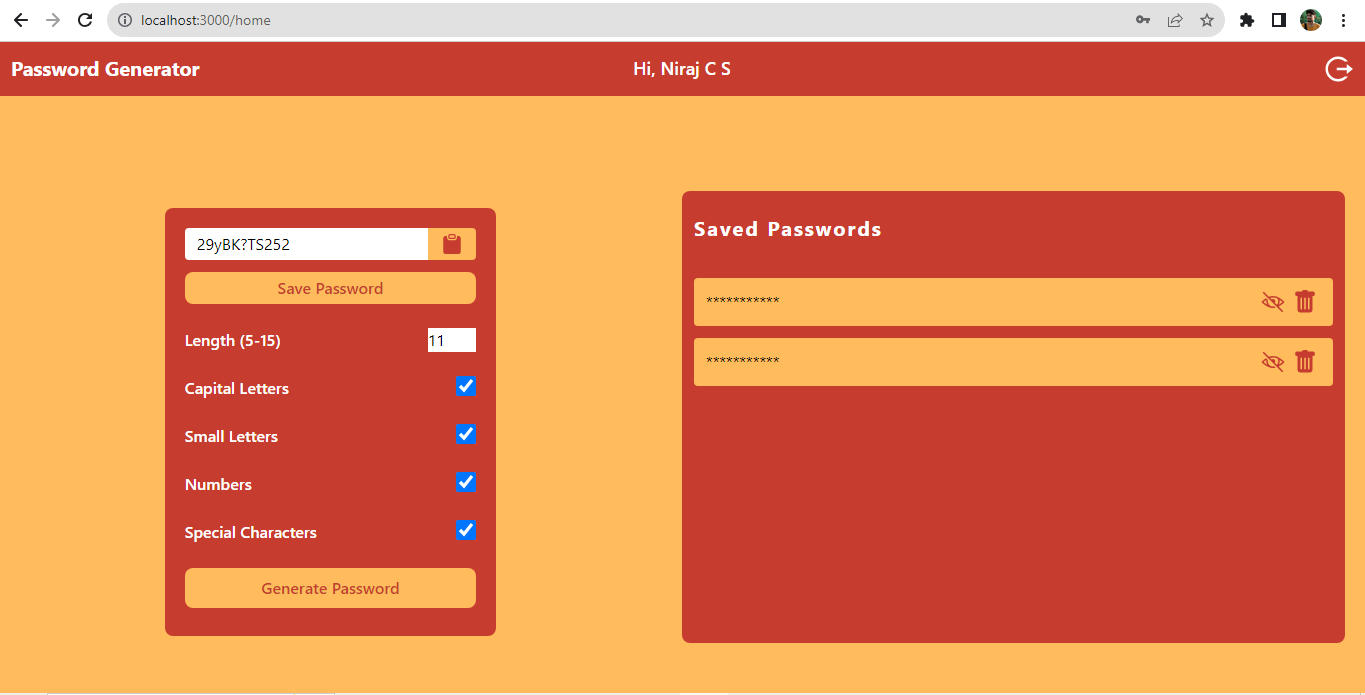 localhost:3000/home
Password Generator
Hi, Niraj C S
29yBK?TS252
Save Password
Length (5-15)
11
Capital Letters
Small Letters
Numbers
Special Characters
Generate Password
Saved Passwords
***********
***********